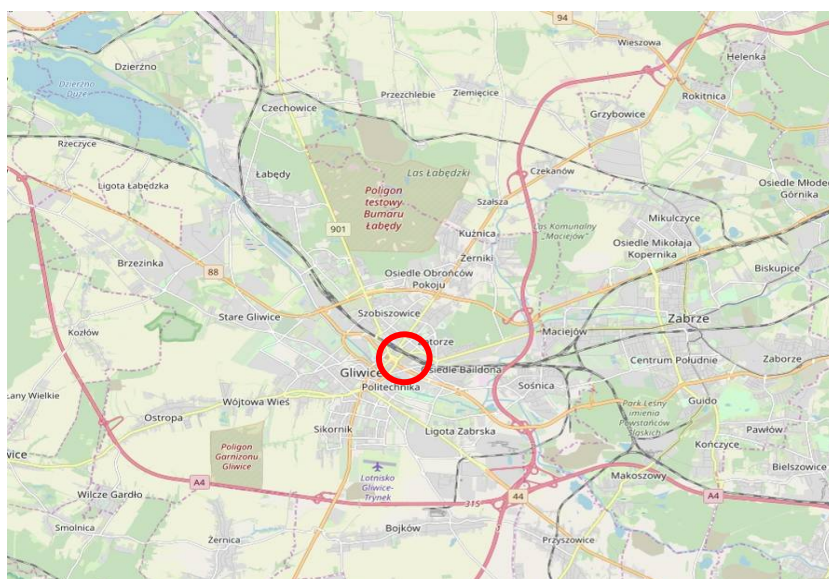 94
Wieszowa
Helenka
Dzierżno
Dzierżno
Duże
Przezchlebie
Ziemięcice
Rokitnica
Czechowice
Grzybowice
Rzeczyce
Las Łabędzki
Czekanów
Łabędy
Ligota Łabędzka
Poligon
testowy
Bumaru
Łabędy
Osiedle Młode
Górnika
Szałsza
Mikulczyce
901
Las Komunalny
„Maciejów”
Kuźnica
Osiedle Mikołaja
Kopernika
Żerniki
Brzezinka
88
Osiedle Obrońców
Pokoju
Biskupice
Stare Gliwice
Szobiszowice
Zabrze
Kozłów
Maciejów
Zatorze
Centrum Południe
Zaborze
Gliwice
Osiedle Baildona
Politechnika
Sośnica
Łany Wielkie
Wójtowa Wieś
Park Leśny
imienia
Powstańców
Śląskich
Guido
Ostropa
Sikornik
Ligota Zabrska
Pawłów
Kończyce
Poligon
Garnizonu
Gliwice
Lotnisko
Gliwice-
Trynek
Bielszowice
Makoszowy
A4
Wilcze Gardło
44
A4
315
Smolnica
Bojków
Żernica
Przyszowice